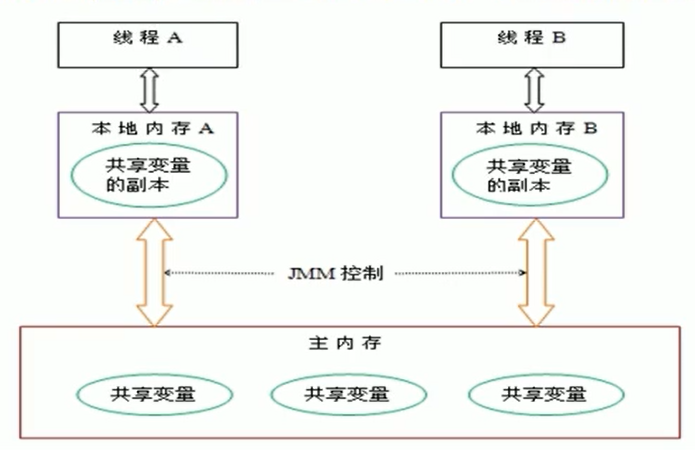 线程 A
线程 B
本地内存 A
本地内存 B
共享变量
的副本
共享变量
的副本
JMM 控制
主内存
共享变量
共享变量
共享变量